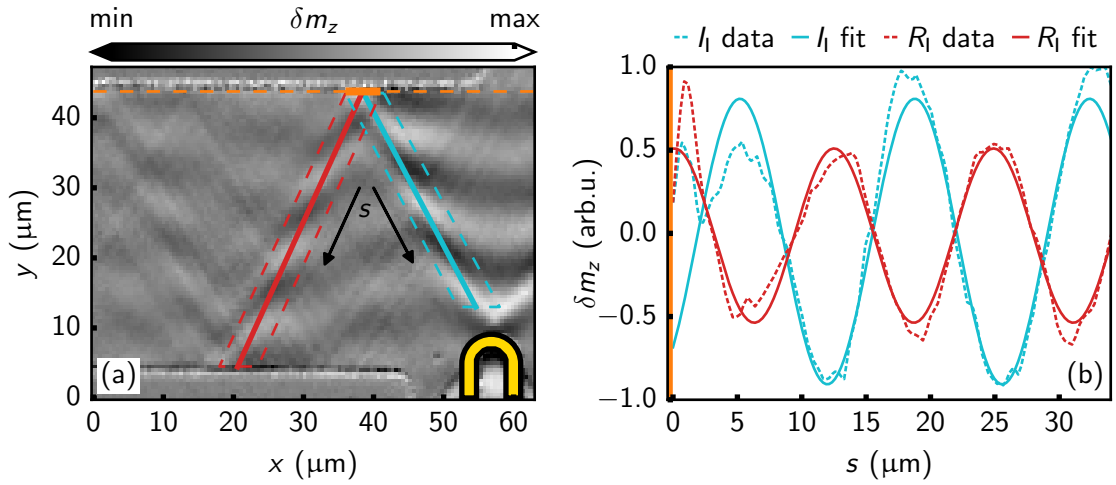 min δm_z max
40
30
20
10
0
y (μm)
s
(a)
0 10 20 30 40 50 60
x (μm)
I_I data I_I fit R_I data R_I fit
1.0
0.5
0.0
−0.5
−1.0
δm_z (arb.u.)
(b)
0 5 10 15 20 25 30
s (μm)